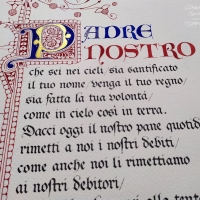 PADRE
NOSTRO
che sei nei cieli sia santificato
il tuo nome venga il tuo regno/
sia fatta la tua volontà/
come in cielo così in terra.
Dacci oggi il nostro pane quotid
rimetti a noi i nostri debiti/
come anche noi li rimettiamo
ai nostri debitori/